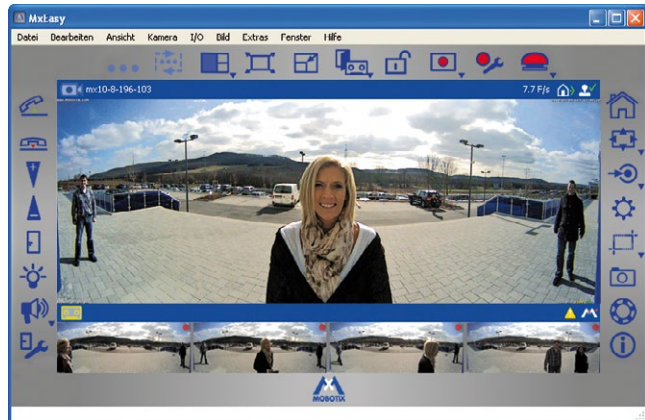 MxEasy
Datei Bearbeiten Ansicht Kamera I/O Bild Extras Fenster Hilfe
mx10-8-196-103 7.7 F/s
MOBOTIX